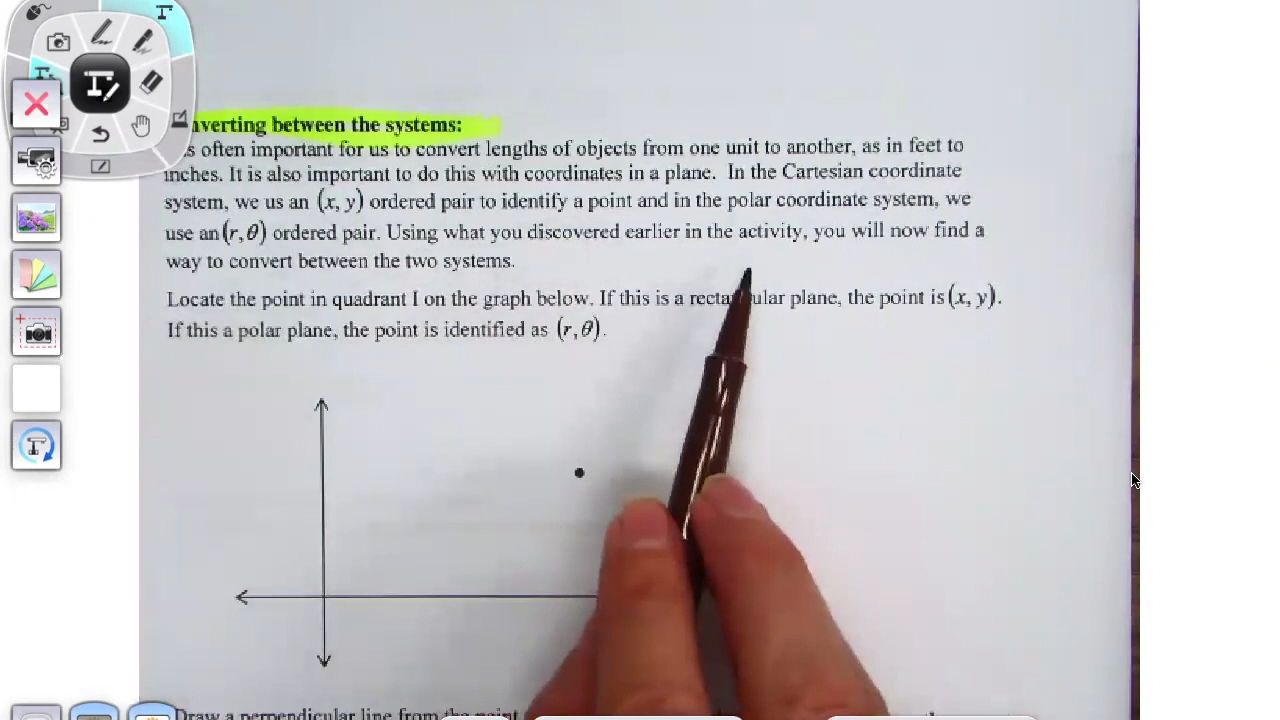 nverting between the systems:
s often important for us to convert lengths of objects from one unit to another, as in feet to
inches. It is also important to do this with coordinates in a plane. In the Cartesian coordinate
system, we us an (x, y) ordered pair to identify a point and in the polar coordinate system, we
use an (r, θ) ordered pair. Using what you discovered earlier in the activity, you will now find a
way to convert between the two systems.
Locate the point in quadrant I on the graph below. If this is a rectangular plane, the point is (x, y).
If this a polar plane, the point is identified as (r, θ).
Draw a perpendicular line from the point